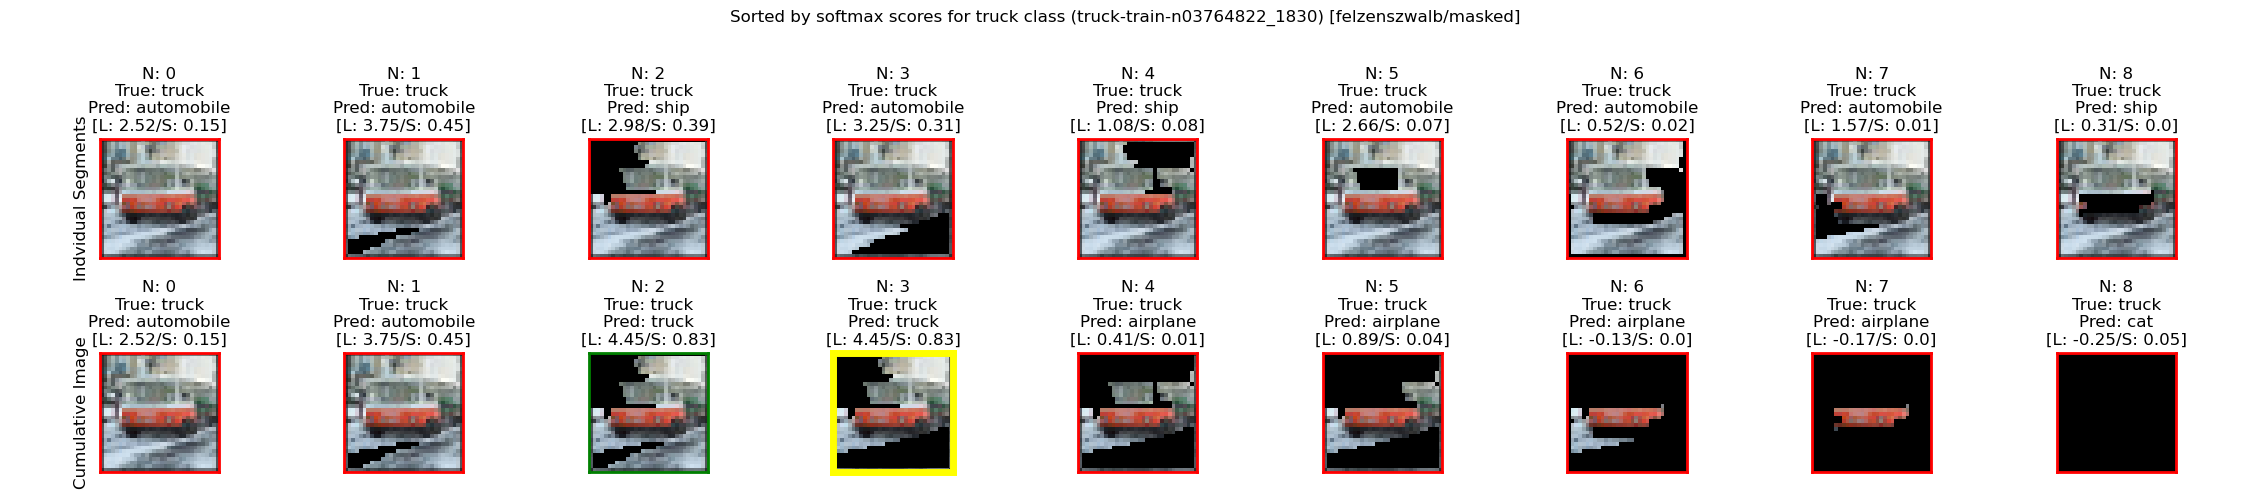 Sorted by softmax scores for truck class (truck-train-n03764822_1830) [felzenszwalb/masked]
Indvidual Segments
N: 0
True: truck
Pred: automobile
[L: 2.52/S: 0.15]
N: 1
True: truck
Pred: automobile
[L: 3.75/S: 0.45]
N: 2
True: truck
Pred: ship
[L: 2.98/S: 0.39]
N: 3
True: truck
Pred: automobile
[L: 3.25/S: 0.31]
N: 4
True: truck
Pred: ship
[L: 1.08/S: 0.08]
N: 5
True: truck
Pred: automobile
[L: 2.66/S: 0.07]
N: 6
True: truck
Pred: automobile
[L: 0.52/S: 0.02]
N: 7
True: truck
Pred: automobile
[L: 1.57/S: 0.01]
N: 8
True: truck
Pred: ship
[L: 0.31/S: 0.0]
Cumulative Image
N: 0
True: truck
Pred: automobile
[L: 2.52/S: 0.15]
N: 1
True: truck
Pred: automobile
[L: 3.75/S: 0.45]
N: 2
True: truck
Pred: truck
[L: 4.45/S: 0.83]
N: 3
True: truck
Pred: truck
[L: 4.45/S: 0.83]
N: 4
True: truck
Pred: airplane
[L: 0.41/S: 0.01]
N: 5
True: truck
Pred: airplane
[L: 0.89/S: 0.04]
N: 6
True: truck
Pred: airplane
[L: -0.13/S: 0.0]
N: 7
True: truck
Pred: airplane
[L: -0.17/S: 0.0]
N: 8
True: truck
Pred: cat
[L: -0.25/S: 0.05]